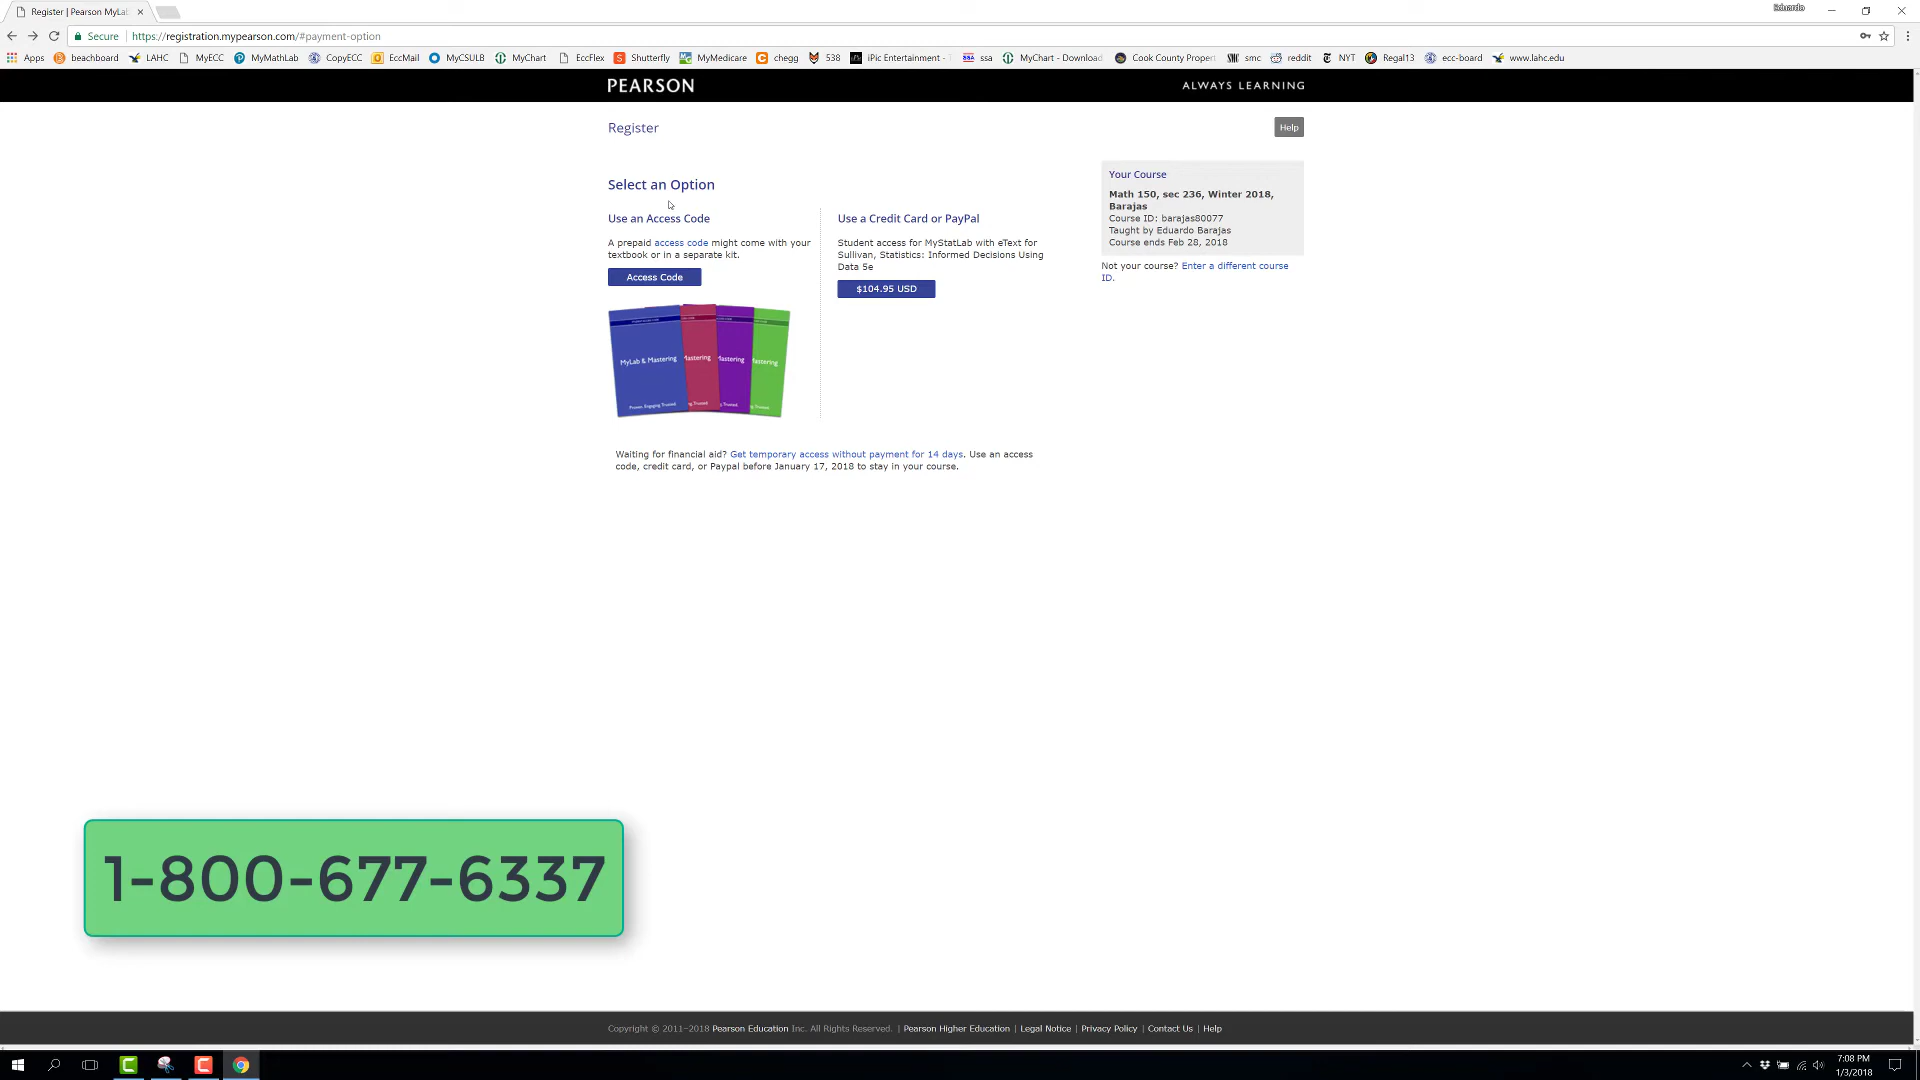 Register | Pearson MyLa
Eduardo
Secure
https://registration.mypearson.com/#payment-option
Apps
beachboard
LAHC
MyECC
MyMathLab
CopyECC
EccMail
MyCSULB
MyChart
EccFlex
Shutterfly
MyMedicare
chegg
538
iPic Entertainment -
ssa
MyChart - Download
Cook County Propert
smc
reddit
NYT
Regal13
ecc-board
www.lahc.edu
PEARSON
ALWAYS LEARNING
Register
Help
Select an Option
Use an Access Code
A prepaid access code might come with your
textbook or in a separate kit.
Access Code
MyLab & Mastering
Mastering
Mastering
astering
Use a Credit Card or PayPal
Student access for MyStatLab with eText for
Sullivan, Statistics: Informed Decisions Using
Data 5e
$104.95 USD
Your Course
Math 150, sec 236, Winter 2018,
Barajas
Course ID: barajas80077
Taught by Eduardo Barajas
Course ends Feb 28, 2018
Not your course? Enter a different course
ID.
Waiting for financial aid? Get temporary access without payment for 14 days. Use an access
code, credit card, or Paypal before January 17, 2018 to stay in your course.
1-800-677-6337
Copyright © 2011–2018 Pearson Education Inc. All Rights Reserved. | Pearson Higher Education | Legal Notice | Privacy Policy | Contact Us | Help
7:08 PM
1/3/2018